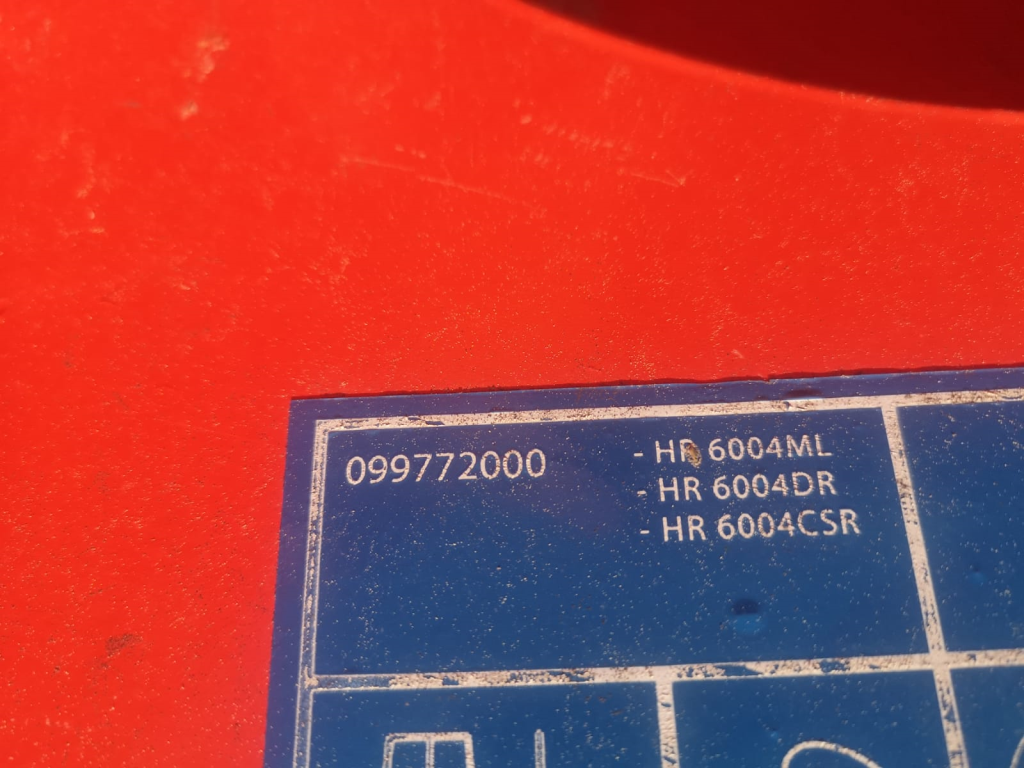 099772000
- HR 6004ML
- HR 6004DR
- HR 6004CSR